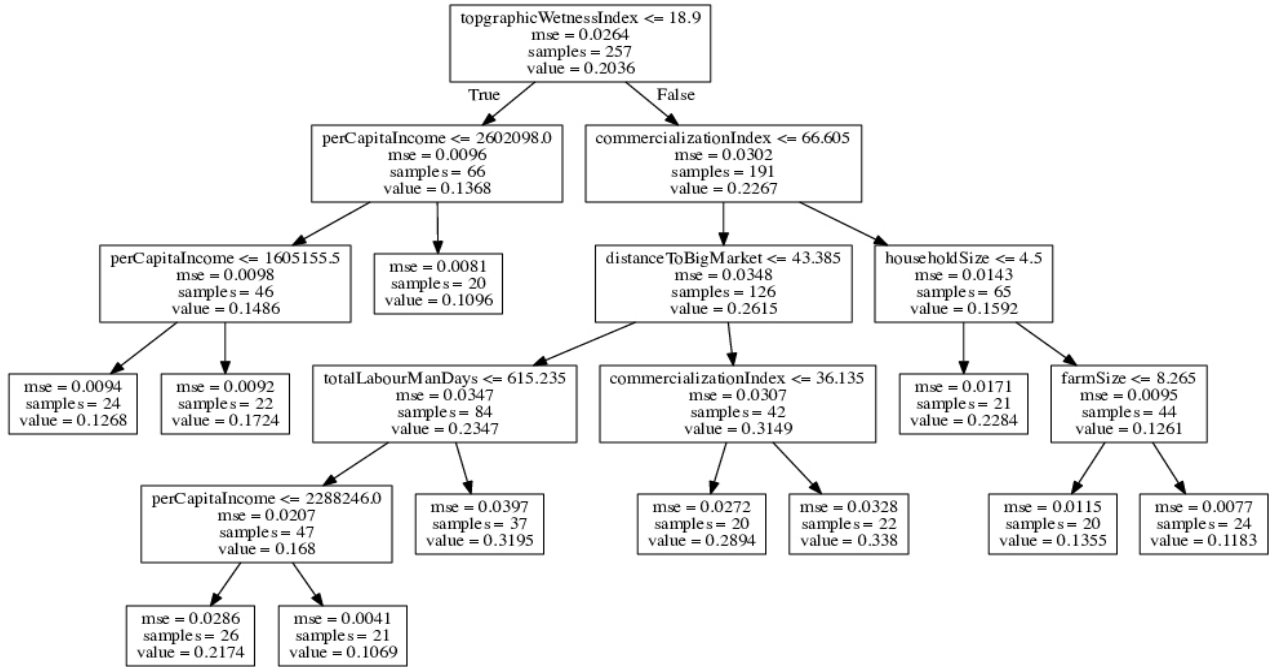 topgraphicWetnessIndex <= 18.9
mse = 0.0264
samples = 257
value = 0.2036
True
False
perCapitaIncome <= 2602098.0
mse = 0.0096
samples = 66
value = 0.1368
commercializationIndex <= 66.605
mse = 0.0302
samples = 191
value = 0.2267
perCapitaIncome <= 1605155.5
mse = 0.0098
samples = 46
value = 0.1486
mse = 0.0081
samples = 20
value = 0.1096
distanceToBigMarket <= 43.385
mse = 0.0348
samples = 126
value = 0.2615
householdSize <= 4.5
mse = 0.0143
samples = 65
value = 0.1592
mse = 0.0094
samples = 24
value = 0.1268
mse = 0.0092
samples = 22
value = 0.1724
totalLabourManDays <= 615.235
mse = 0.0347
samples = 84
value = 0.2347
commercializationIndex <= 36.135
mse = 0.0307
samples = 42
value = 0.3149
mse = 0.0171
samples = 21
value = 0.2284
farmSize <= 8.265
mse = 0.0095
samples = 44
value = 0.1261
perCapitaIncome <= 2288246.0
mse = 0.0207
samples = 47
value = 0.168
mse = 0.0397
samples = 37
value = 0.3195
mse = 0.0272
samples = 20
value = 0.2894
mse = 0.0328
samples = 22
value = 0.338
mse = 0.0115
samples = 20
value = 0.1355
mse = 0.0077
samples = 24
value = 0.1183
mse = 0.0286
samples = 26
value = 0.2174
mse = 0.0041
samples = 21
value = 0.1069